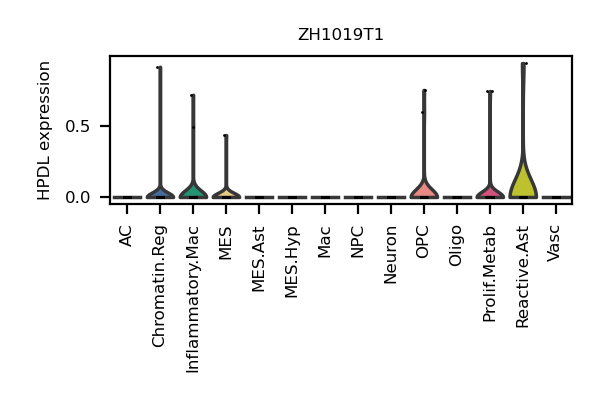 ZH1019T1
HPDL expression
0.5
0.0
AC
Chromatin.Reg
Inflammatory.Mac
MES
MES.Ast
MES.Hyp
Mac
NPC
Neuron
OPC
Oligo
Prolif.Metab
Reactive.Ast
Vasc